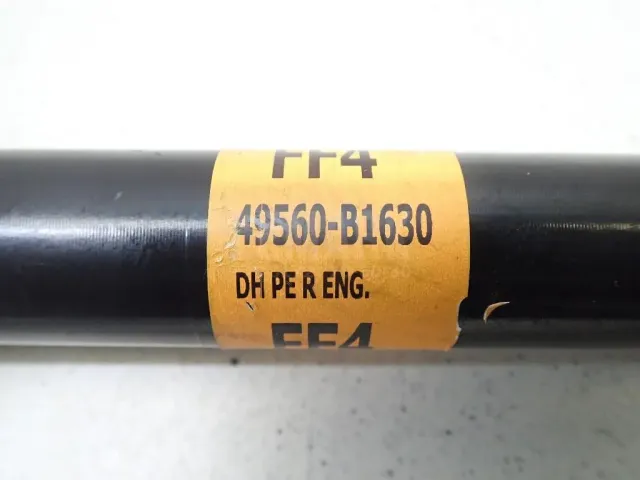 FF4
49560-B1630
DH PE R ENG.
FF4